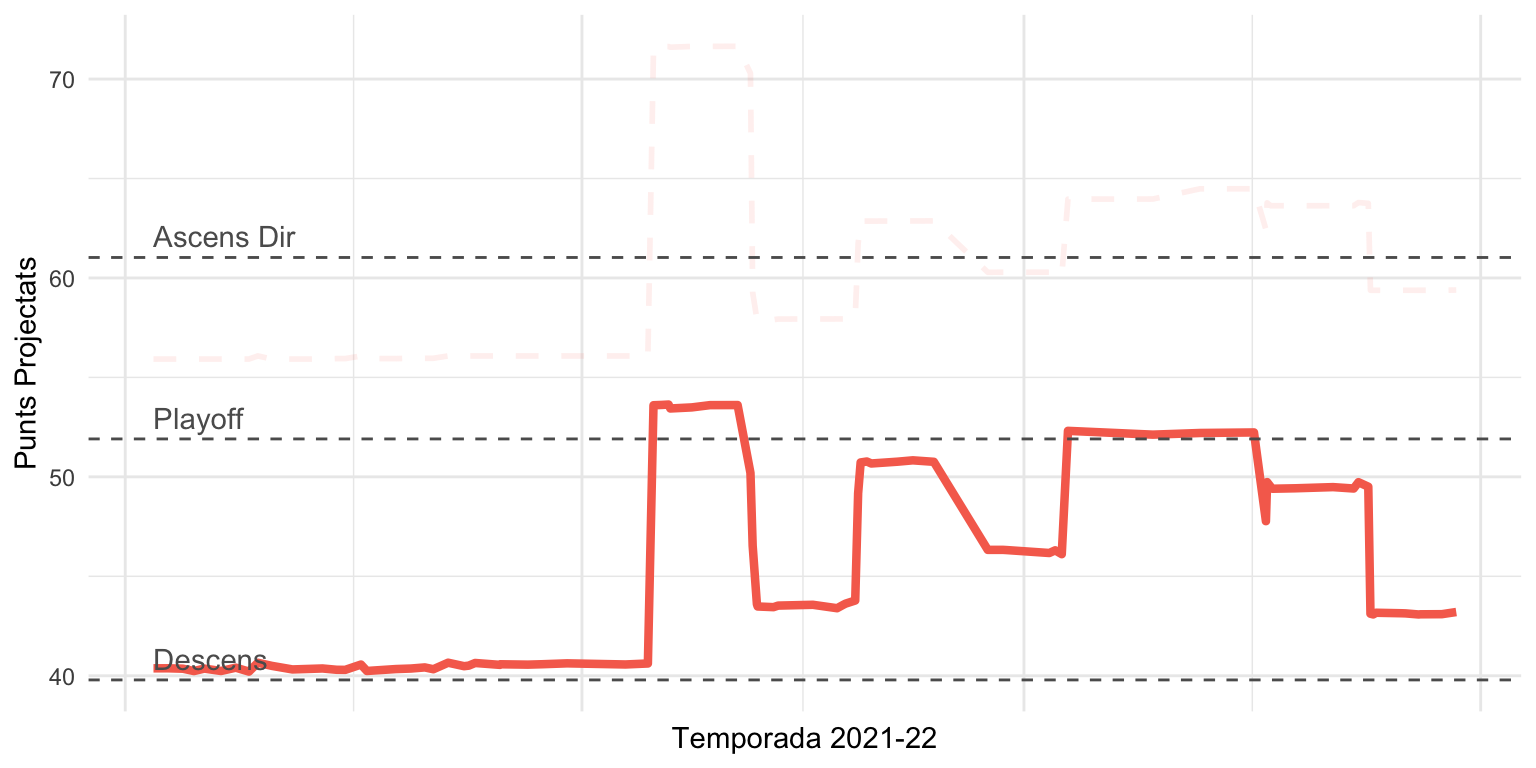 70
Ascens Dir
60
Playoff
50
Descens
40
Punts Projectats
Temporada 2021-22